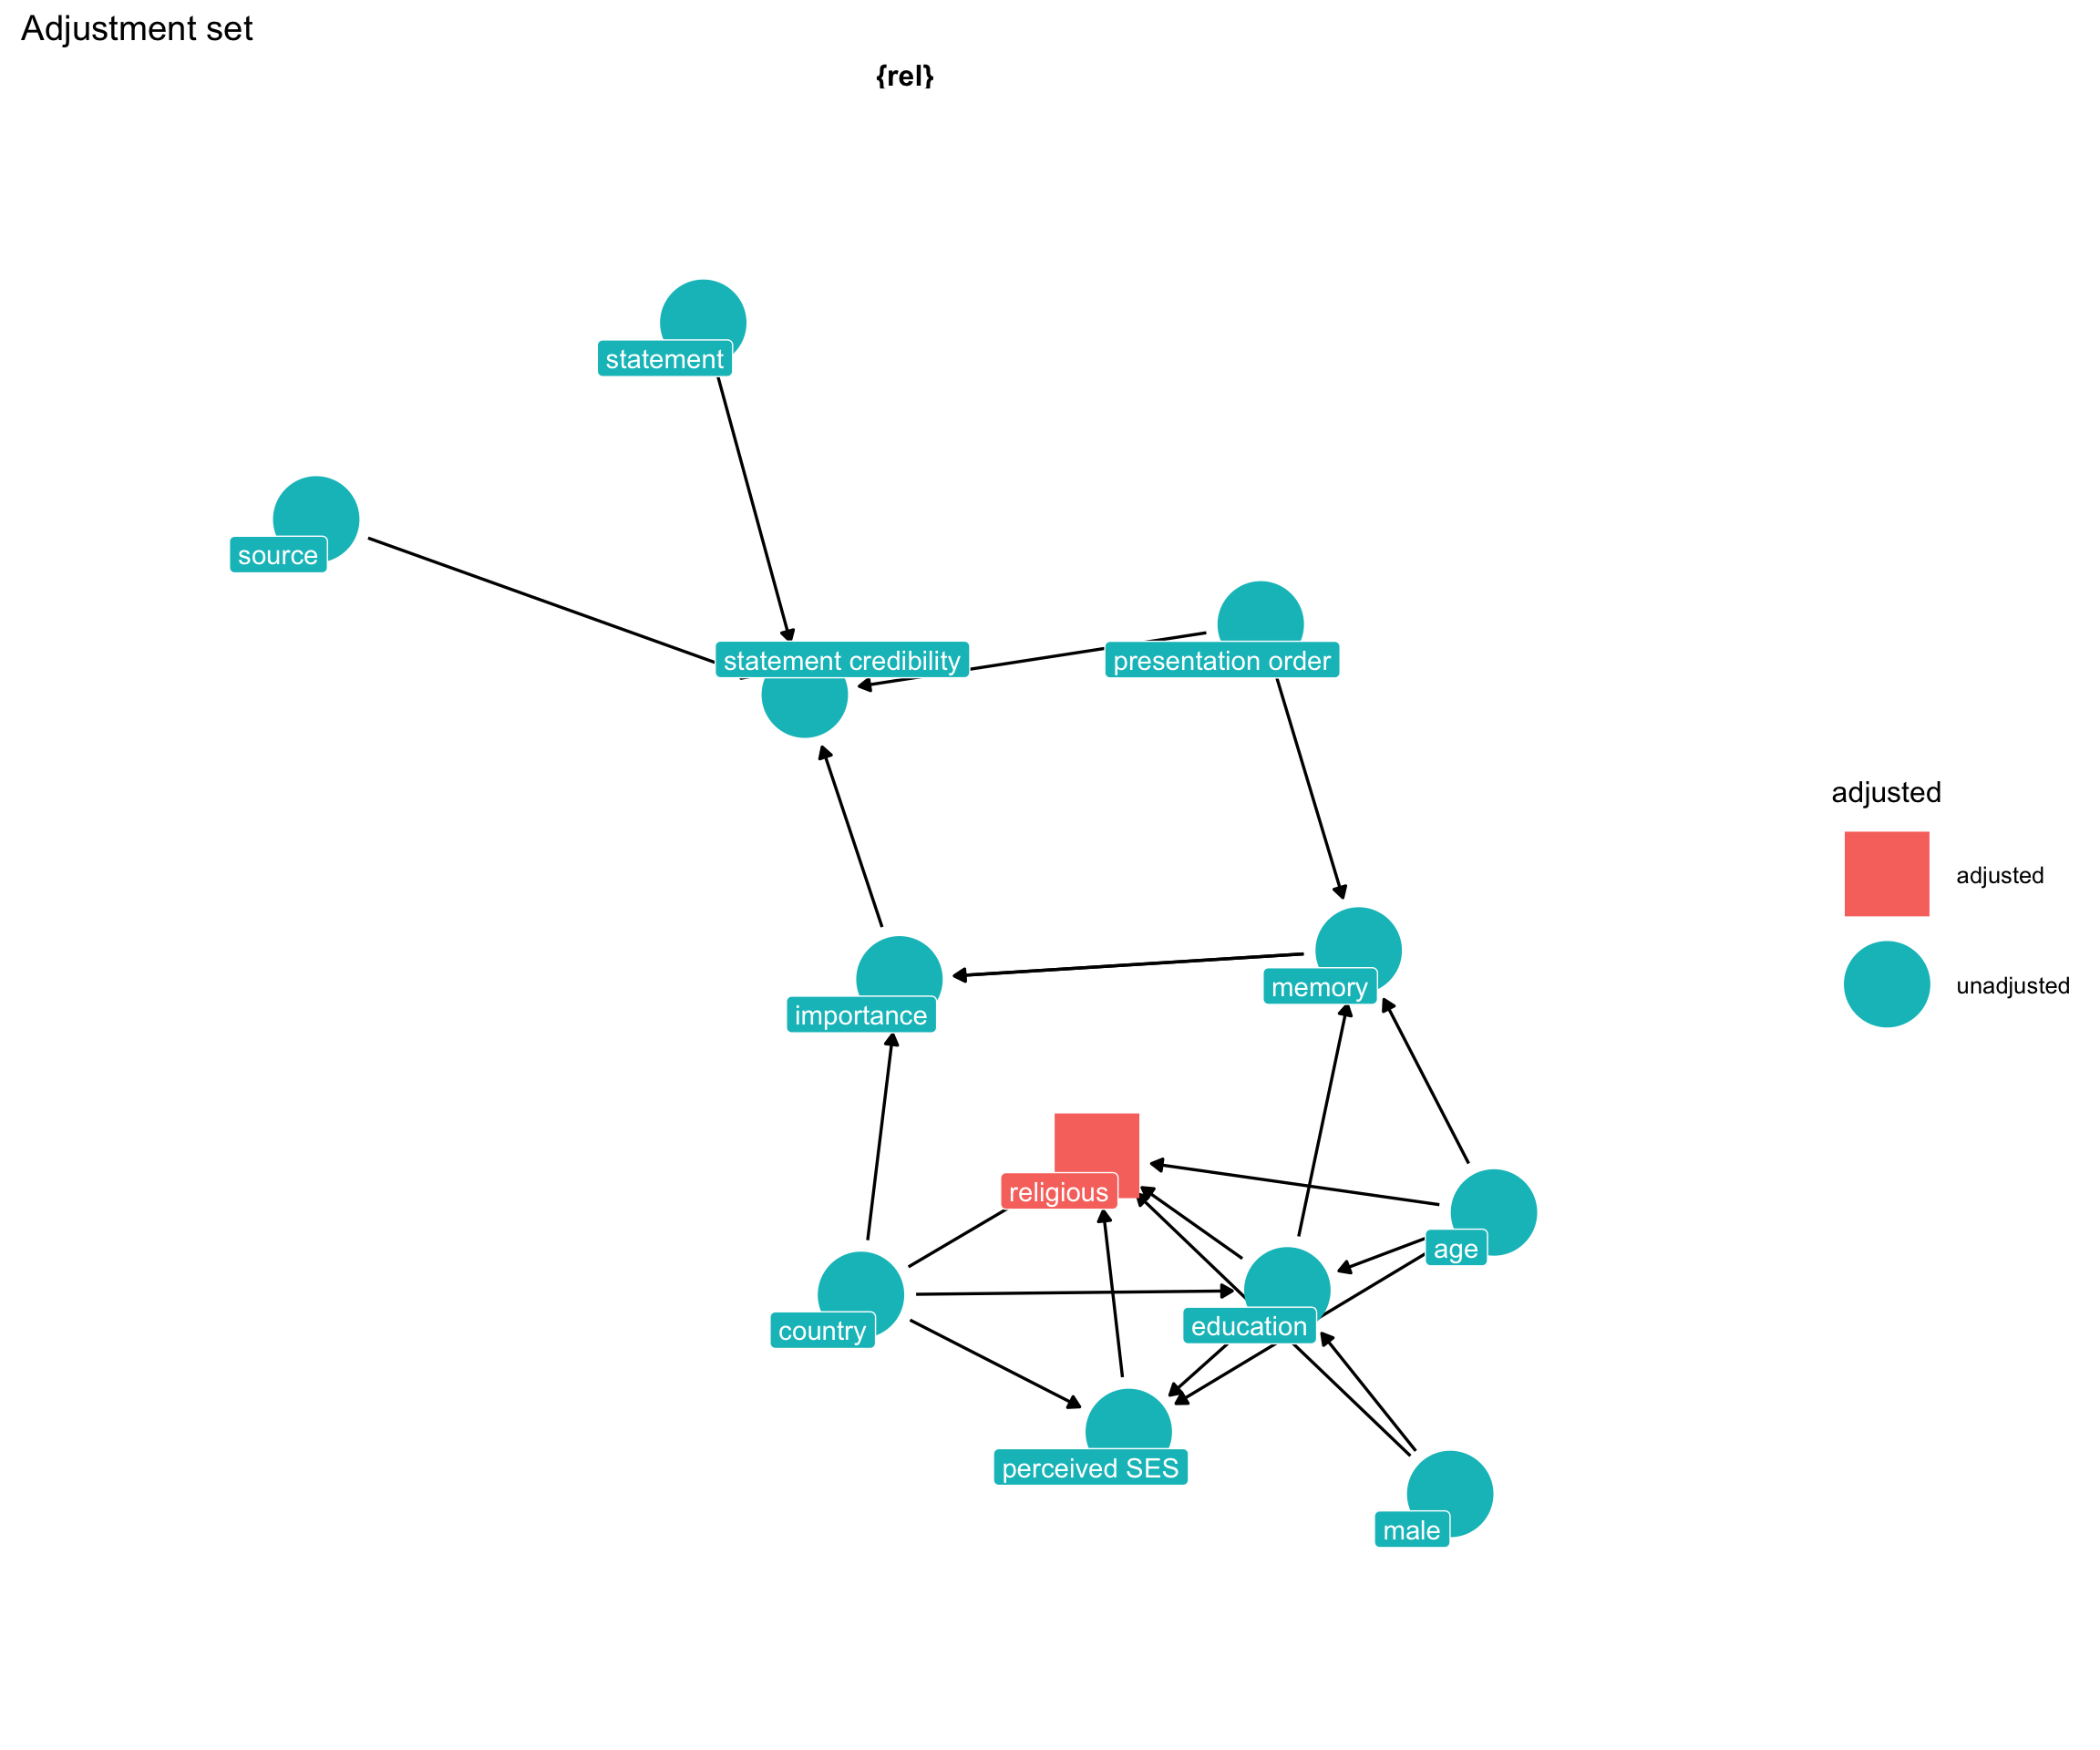 Adjustment set
{rel}
statement
source
statement credibility
presentation order
adjusted
adjusted
unadjusted
memory
importance
religious
age
education
country
perceived SES
male